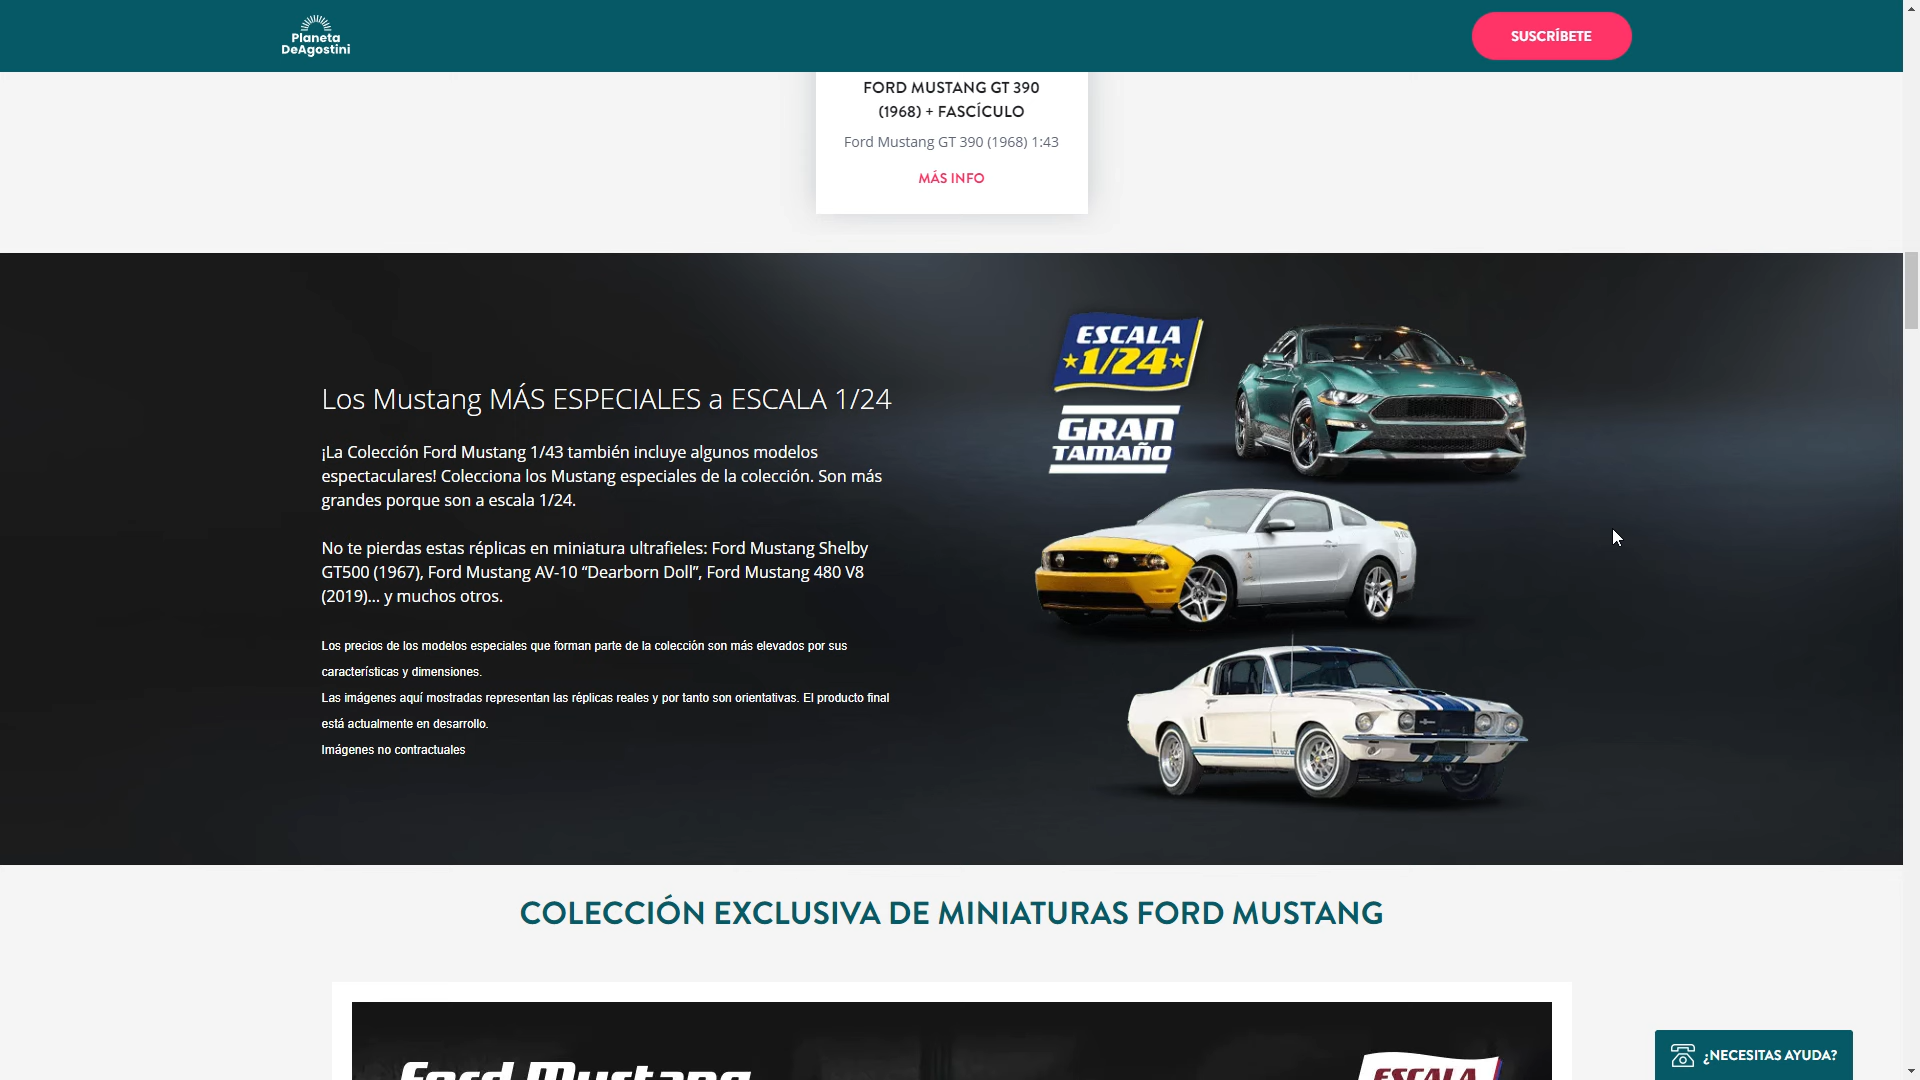 Planeta
DeAgostini
SUSCRÍBETE
FORD MUSTANG GT 390
(1968) + FASCÍCULO
Ford Mustang GT 390 (1968) 1:43
MÁS INFO
ESCALA
1/24
GRAN
TAMAÑO
Los Mustang MÁS ESPECIALES a ESCALA 1/24
¡La Colección Ford Mustang 1/43 también incluye algunos modelos
espectaculares! Colecciona los Mustang especiales de la colección. Son más
grandes porque son a escala 1/24.
No te pierdas estas réplicas en miniatura ultrafieles: Ford Mustang Shelby
GT500 (1967), Ford Mustang AV-10 “Dearborn Doll”, Ford Mustang 480 V8
(2019)... y muchos otros.
Los precios de los modelos especiales que forman parte de la colección son más elevados por sus
características y dimensiones.
Las imágenes aquí mostradas representan las réplicas reales y por tanto son orientativas. El producto final
está actualmente en desarrollo.
Imágenes no contractuales
COLECCIÓN EXCLUSIVA DE MINIATURAS FORD MUSTANG
Ford Mustang
ESCALA
¿NECESITAS AYUDA?